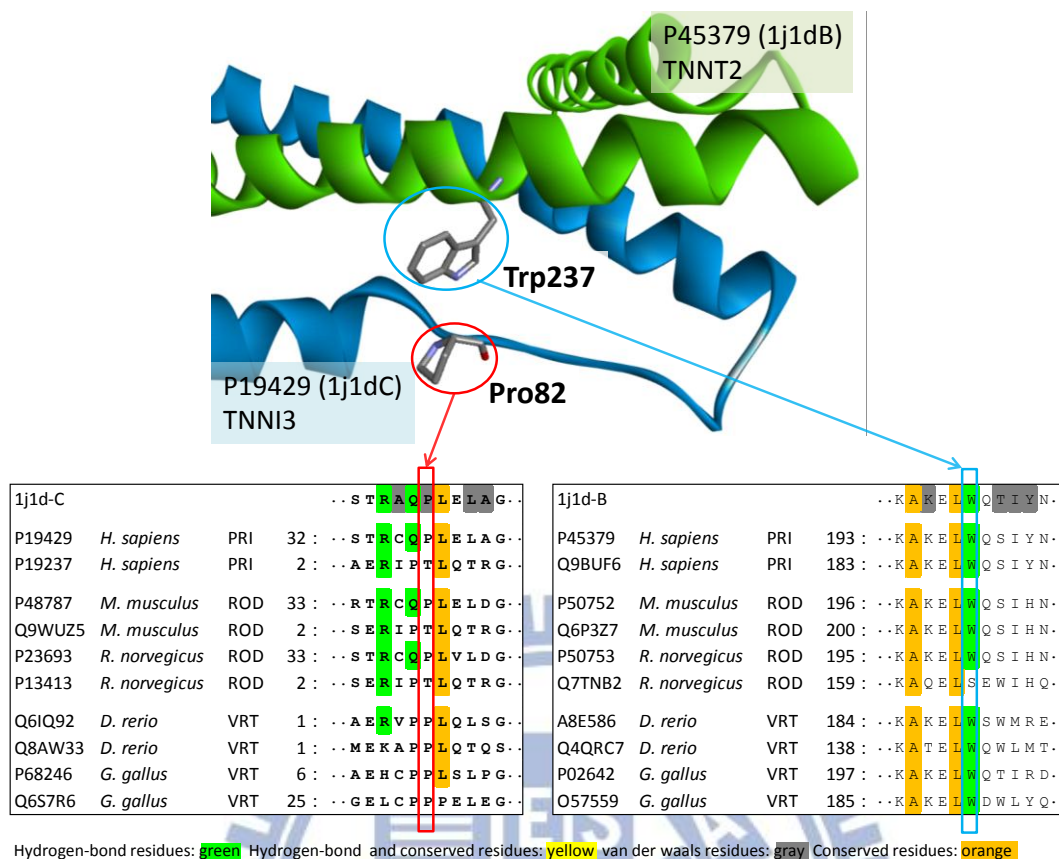 P45379 (1j1dB)
TNNT2
Trp237
Pro82
P19429 (1j1dC)
TNNI3
1j1d-C ··STRAQPLELAG··
P19429 H. sapiens PRI 32 : ··STRCQPLELAG··
P19237 H. sapiens PRI 2 : ··AERIPTLQTRG··
P48787 M. musculus ROD 33 : ··RTRCQPLELDG··
Q9WUZ5 M. musculus ROD 2 : ··SERIPTLQTRG··
P23693 R. norvegicus ROD 33 : ··STRCQPLVLDG··
P13413 R. norvegicus ROD 2 : ··SERIPTLQTRG··
Q6IQ92 D. rerio VRT 1 : ··AERVPPLQLSG··
Q8AW33 D. rerio VRT 1 : ··MEKAPPLQTQS··
P68246 G. gallus VRT 6 : ··AEHCPPLSLPG··
Q6S7R6 G. gallus VRT 25 : ··GELCPPPELEG··
1j1d-B ··KAKELWQTIYN·
P45379 H. sapiens PRI 193 : ··KAKELWQSIYN·
Q9BUF6 H. sapiens PRI 183 : ··KAKELWQSIYN·
P50752 M. musculus ROD 196 : ··KAKELWQSIHN·
Q6P3Z7 M. musculus ROD 200 : ··KAKELWQSIHN·
P50753 R. norvegicus ROD 195 : ··KAKELWQSIHN·
Q7TNB2 R. norvegicus ROD 159 : ··KAQELSEWIHQ·
A8E586 D. rerio VRT 184 : ··KAKELWSWMRE·
Q4QRC7 D. rerio VRT 138 : ··KATELWQWLMT·
P02642 G. gallus VRT 197 : ··KAKELWQTIRD·
O57559 G. gallus VRT 185 : ··KAKELWDWLYQ·
Hydrogen-bond residues: green Hydrogen-bond and conserved residues: yellow van der waals residues: gray Conserved residues: orange